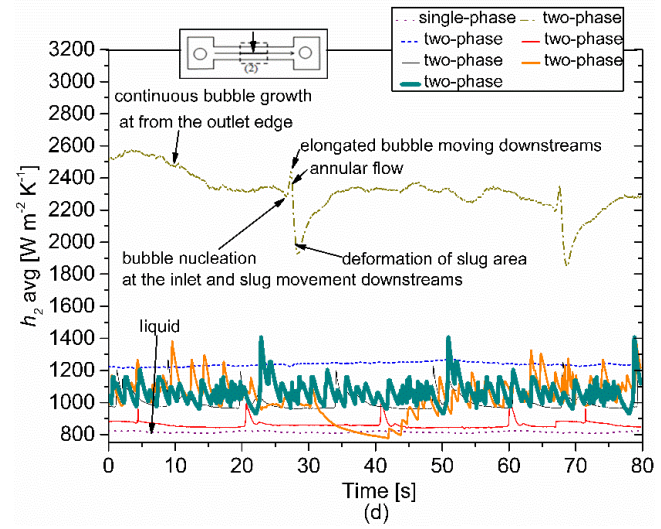 single-phase two-phase
two-phase two-phase
two-phase two-phase
two-phase
(2)
continuous bubble growth
at from the outlet edge
elongated bubble moving downstreams
annular flow
bubble nucleation
at the inlet and slug movement downstreams
deformation of slug area
liquid
h2 avg [W m-2 K-1]
3200
3000
2800
2600
2400
2200
2000
1800
1600
1400
1200
1000
800
0 10 20 30 40 50 60 70 80
Time [s]
(d)